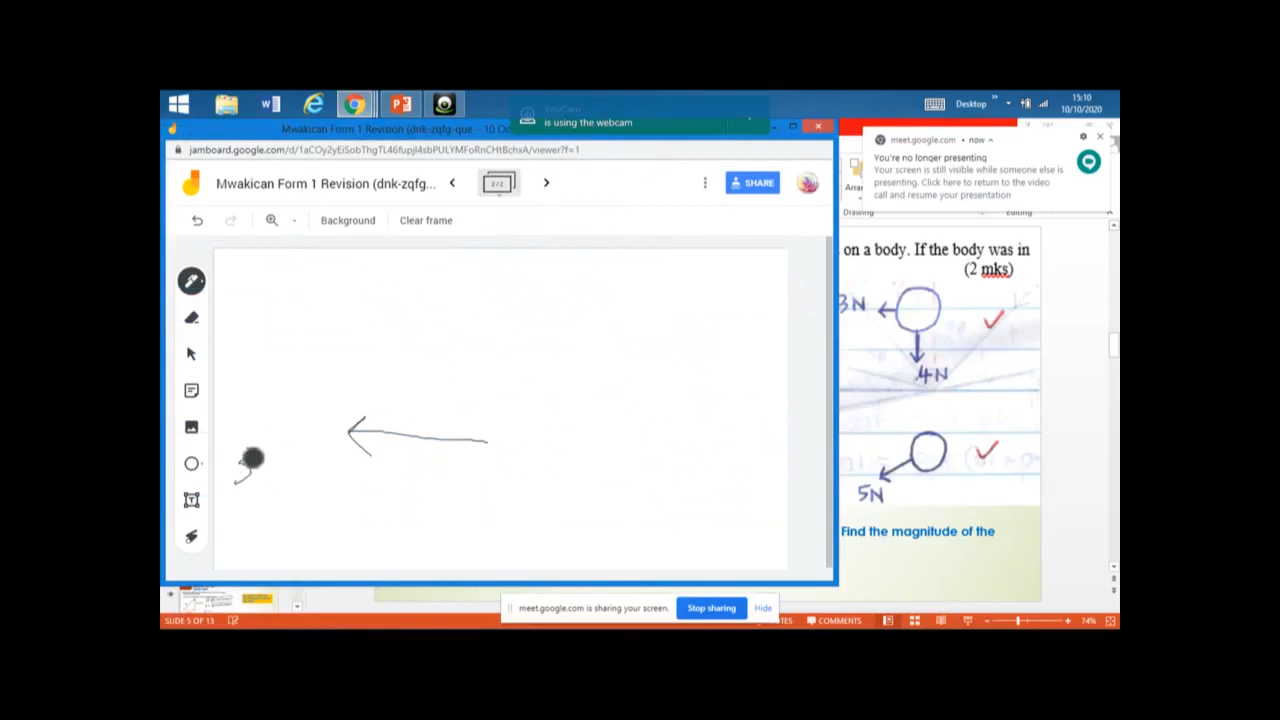 Desktop
15:10
10/10/2020
YouCam
is using the webcam
Mwakican Form 1 Revision (dnk-zqfg-que – 10 Oc
jamboard.google.com/d/1aCOy2yEiSobThgTL46fupjl4sbPULYMFoRnCHtBchxA/viewer?f=1
Mwakican Form 1 Revision (dnk-zqfg...
2/2
SHARE
Background
Clear frame
meet.google.com • now
You're no longer presenting
Your screen is still visible while someone else is
presenting. Click here to return to the video
call and resume your presentation
Arran
Drawing
Editing
on a body. If the body was in
(2 mks)
3N
4N
5N
Find the magnitude of the
meet.google.com is sharing your screen.
Stop sharing
Hide
SLIDE 5 OF 13
COMMENTS
74%